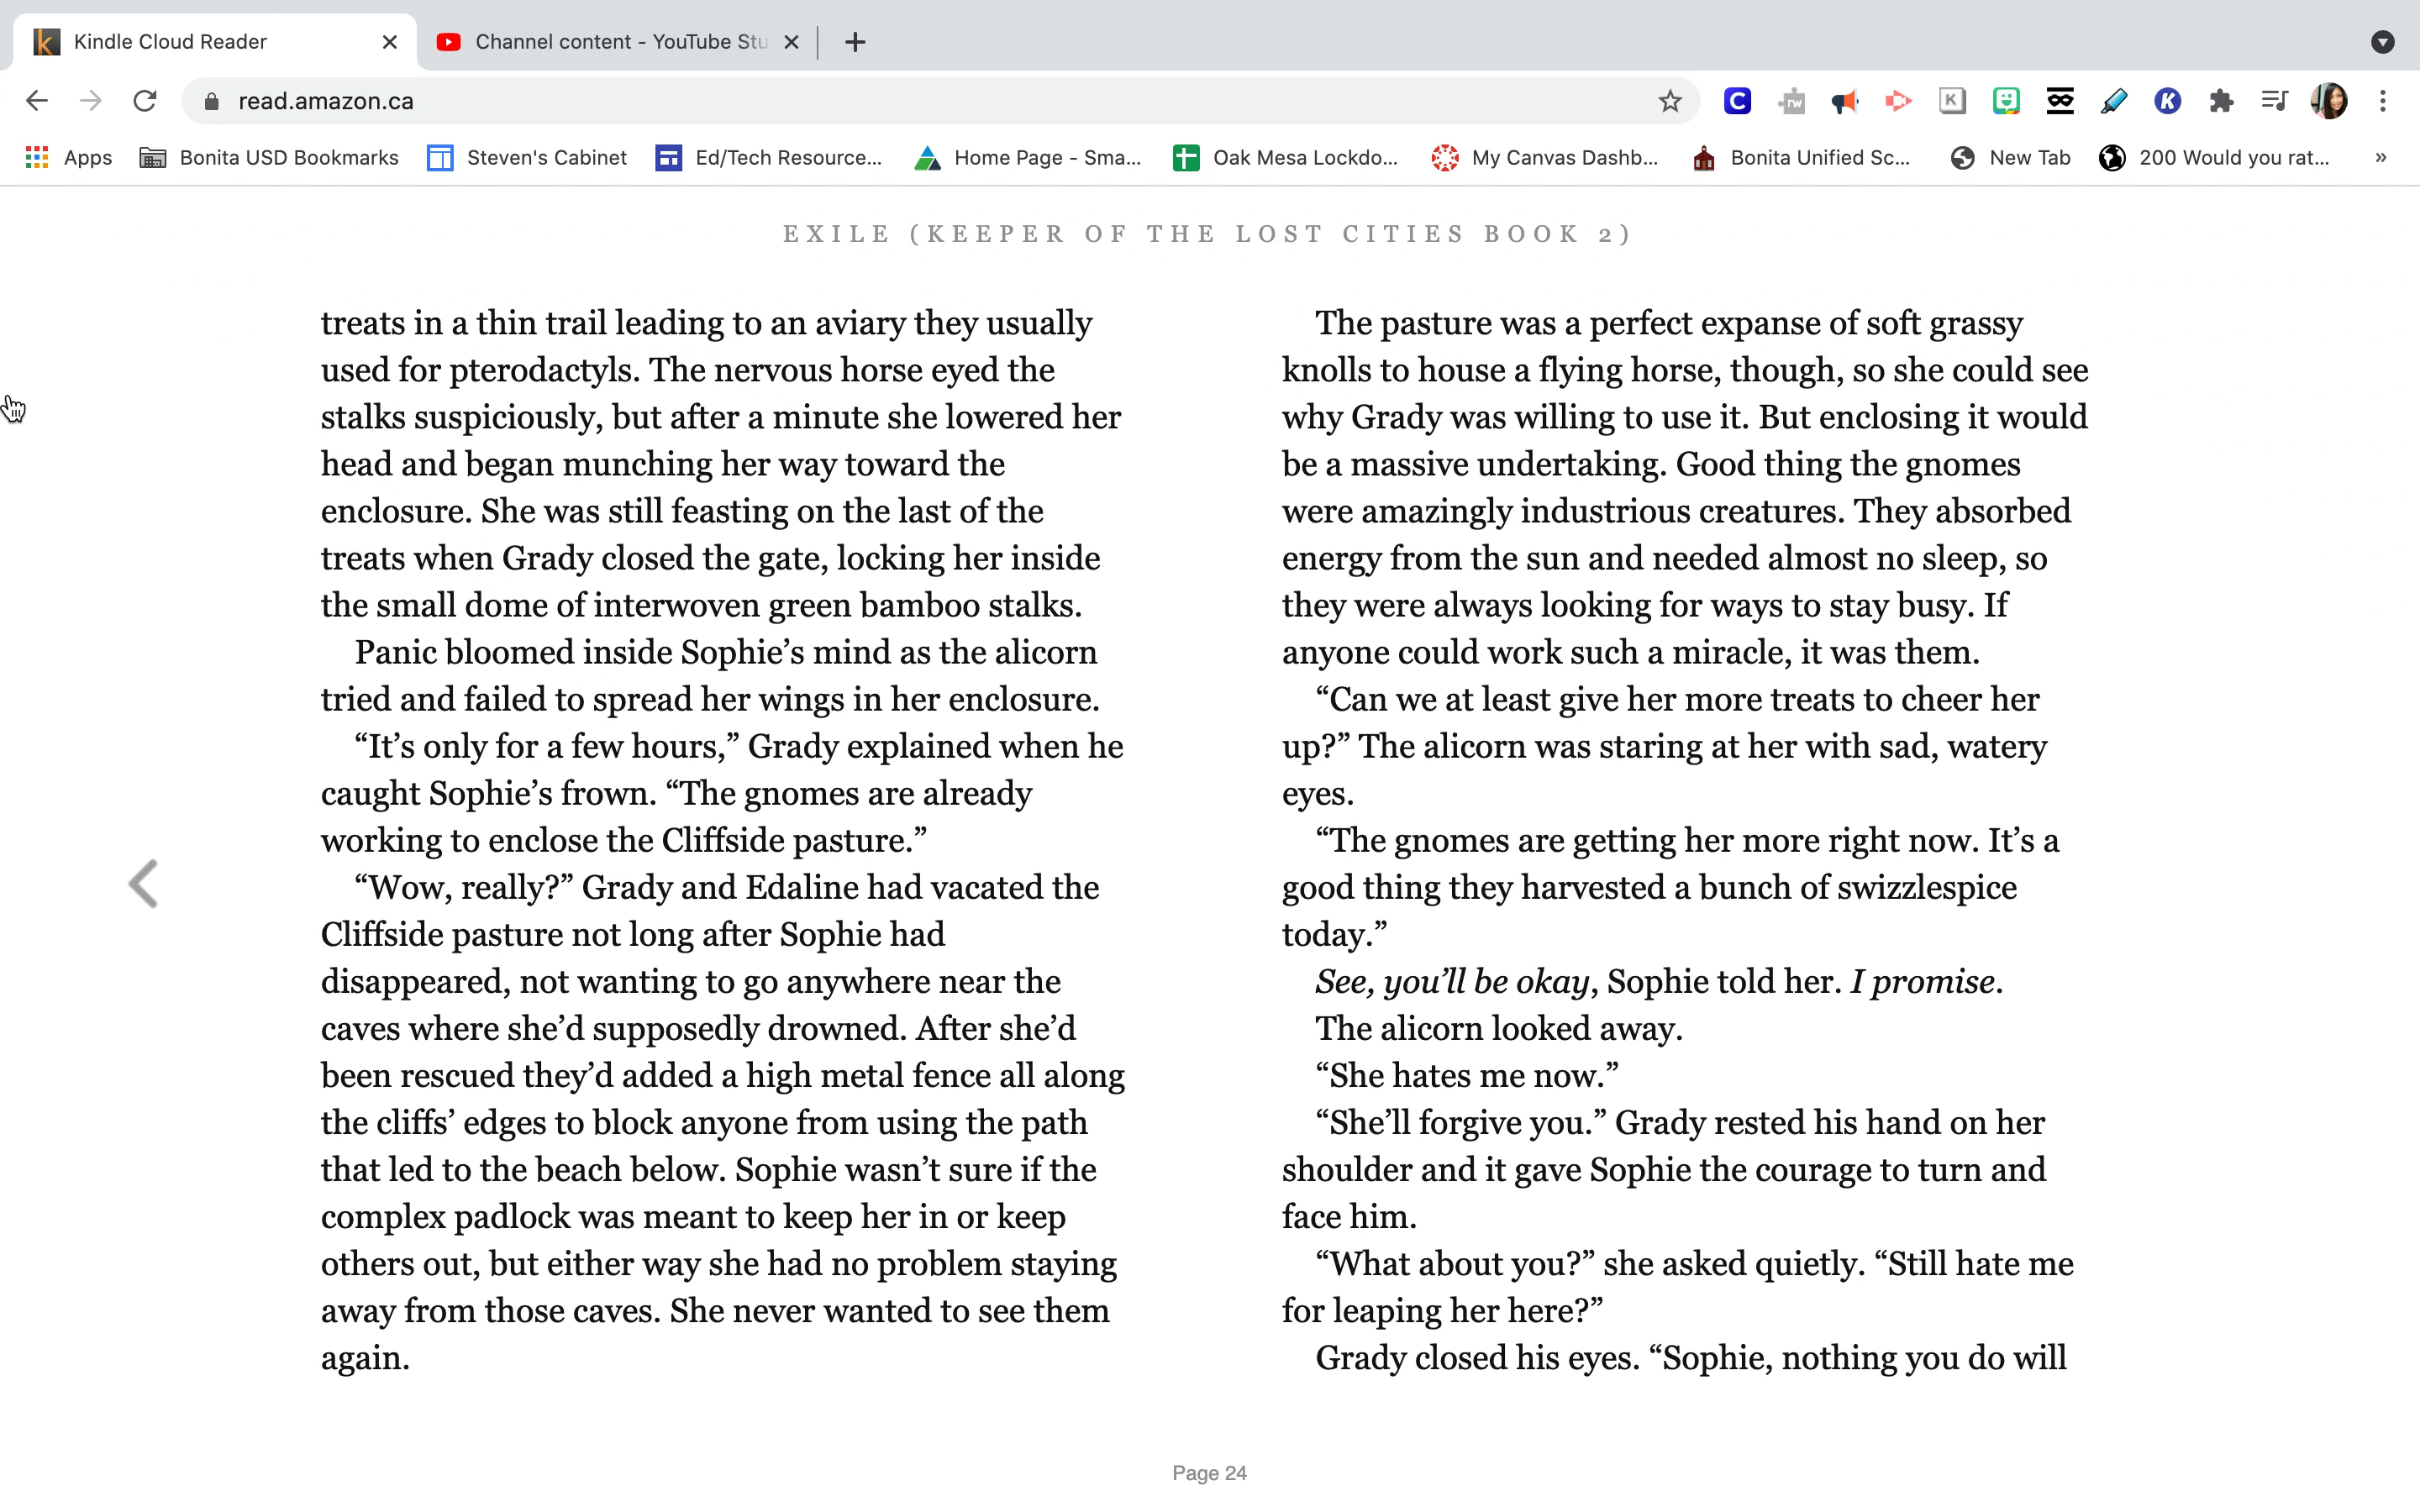 Kindle Cloud Reader
Channel content - YouTube Stu
read.amazon.ca
Apps
Bonita USD Bookmarks
Steven's Cabinet
Ed/Tech Resource...
Home Page - Sma...
Oak Mesa Lockdo...
My Canvas Dashb...
Bonita Unified Sc...
New Tab
200 Would you rat...
»
EXILE (KEEPER OF THE LOST CITIES BOOK 2)
treats in a thin trail leading to an aviary they usually
used for pterodactyls. The nervous horse eyed the
stalks suspiciously, but after a minute she lowered her
head and began munching her way toward the
enclosure. She was still feasting on the last of the
treats when Grady closed the gate, locking her inside
the small dome of interwoven green bamboo stalks.
Panic bloomed inside Sophie’s mind as the alicorn
tried and failed to spread her wings in her enclosure.
“It’s only for a few hours,” Grady explained when he
caught Sophie’s frown. “The gnomes are already
working to enclose the Cliffside pasture.”
“Wow, really?” Grady and Edaline had vacated the
Cliffside pasture not long after Sophie had
disappeared, not wanting to go anywhere near the
caves where she’d supposedly drowned. After she’d
been rescued they’d added a high metal fence all along
the cliffs’ edges to block anyone from using the path
that led to the beach below. Sophie wasn’t sure if the
complex padlock was meant to keep her in or keep
others out, but either way she had no problem staying
away from those caves. She never wanted to see them
again.
The pasture was a perfect expanse of soft grassy
knolls to house a flying horse, though, so she could see
why Grady was willing to use it. But enclosing it would
be a massive undertaking. Good thing the gnomes
were amazingly industrious creatures. They absorbed
energy from the sun and needed almost no sleep, so
they were always looking for ways to stay busy. If
anyone could work such a miracle, it was them.
“Can we at least give her more treats to cheer her
up?” The alicorn was staring at her with sad, watery
eyes.
“The gnomes are getting her more right now. It’s a
good thing they harvested a bunch of swizzlespice
today.”
See, you’ll be okay, Sophie told her. I promise.
The alicorn looked away.
“She hates me now.”
“She’ll forgive you.” Grady rested his hand on her
shoulder and it gave Sophie the courage to turn and
face him.
“What about you?” she asked quietly. “Still hate me
for leaping her here?”
Grady closed his eyes. “Sophie, nothing you do will
Page 24